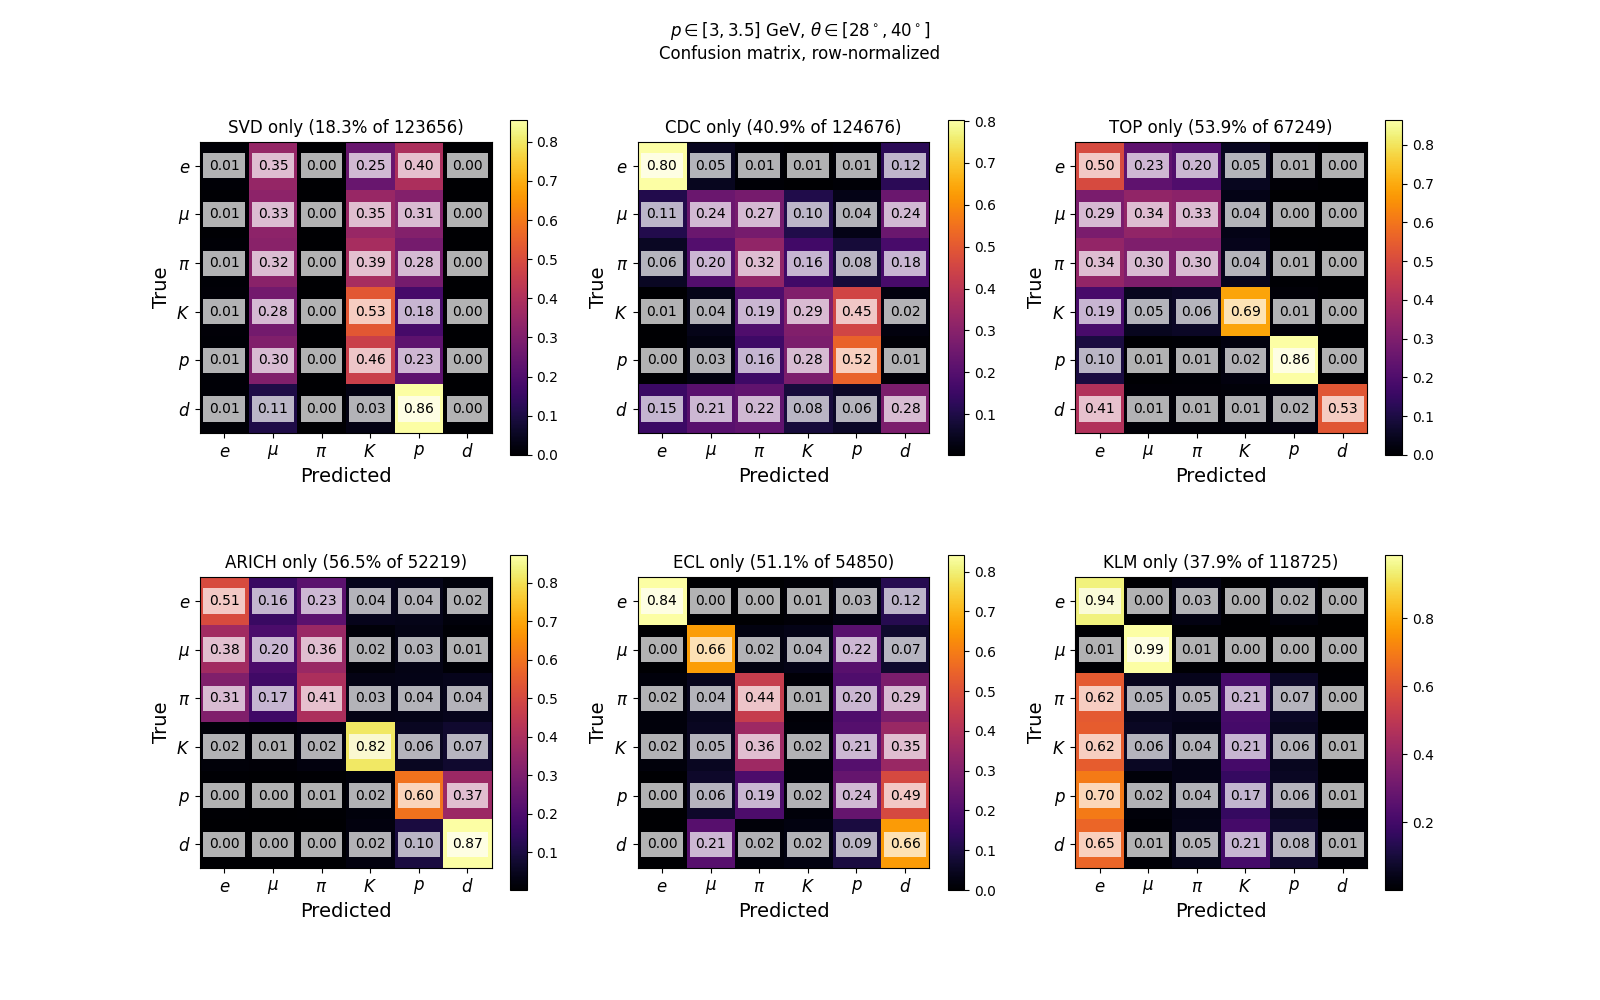 p ∈ [3, 3.5] GeV, θ ∈ [28°, 40°]
Confusion matrix, row-normalized
SVD only (18.3% of 123656)
True
e 0.01 0.35 0.00 0.25 0.40 0.00
μ 0.01 0.33 0.00 0.35 0.31 0.00
π 0.01 0.32 0.00 0.39 0.28 0.00
K 0.01 0.28 0.00 0.53 0.18 0.00
p 0.01 0.30 0.00 0.46 0.23 0.00
d 0.01 0.11 0.00 0.03 0.86 0.00
e μ π K p d
Predicted
0.8
0.7
0.6
0.5
0.4
0.3
0.2
0.1
0.0
CDC only (40.9% of 124676)
True
e 0.80 0.05 0.01 0.01 0.01 0.12
μ 0.11 0.24 0.27 0.10 0.04 0.24
π 0.06 0.20 0.32 0.16 0.08 0.18
K 0.01 0.04 0.19 0.29 0.45 0.02
p 0.00 0.03 0.16 0.28 0.52 0.01
d 0.15 0.21 0.22 0.08 0.06 0.28
e μ π K p d
Predicted
0.8
0.7
0.6
0.5
0.4
0.3
0.2
0.1
TOP only (53.9% of 67249)
True
e 0.50 0.23 0.20 0.05 0.01 0.00
μ 0.29 0.34 0.33 0.04 0.00 0.00
π 0.34 0.30 0.30 0.04 0.01 0.00
K 0.19 0.05 0.06 0.69 0.01 0.00
p 0.10 0.01 0.01 0.02 0.86 0.00
d 0.41 0.01 0.01 0.01 0.02 0.53
e μ π K p d
Predicted
0.8
0.7
0.6
0.5
0.4
0.3
0.2
0.1
0.0
ARICH only (56.5% of 52219)
True
e 0.51 0.16 0.23 0.04 0.04 0.02
μ 0.38 0.20 0.36 0.02 0.03 0.01
π 0.31 0.17 0.41 0.03 0.04 0.04
K 0.02 0.01 0.02 0.82 0.06 0.07
p 0.00 0.00 0.01 0.02 0.60 0.37
d 0.00 0.00 0.00 0.02 0.10 0.87
e μ π K p d
Predicted
0.8
0.7
0.6
0.5
0.4
0.3
0.2
0.1
ECL only (51.1% of 54850)
True
e 0.84 0.00 0.00 0.01 0.03 0.12
μ 0.00 0.66 0.02 0.04 0.22 0.07
π 0.02 0.04 0.44 0.01 0.20 0.29
K 0.02 0.05 0.36 0.02 0.21 0.35
p 0.00 0.06 0.19 0.02 0.24 0.49
d 0.00 0.21 0.02 0.02 0.09 0.66
e μ π K p d
Predicted
0.8
0.7
0.6
0.5
0.4
0.3
0.2
0.1
0.0
KLM only (37.9% of 118725)
True
e 0.94 0.00 0.03 0.00 0.02 0.00
μ 0.01 0.99 0.01 0.00 0.00 0.00
π 0.62 0.05 0.05 0.21 0.07 0.00
K 0.62 0.06 0.04 0.21 0.06 0.01
p 0.70 0.02 0.04 0.17 0.06 0.01
d 0.65 0.01 0.05 0.21 0.08 0.01
e μ π K p d
Predicted
0.8
0.6
0.4
0.2